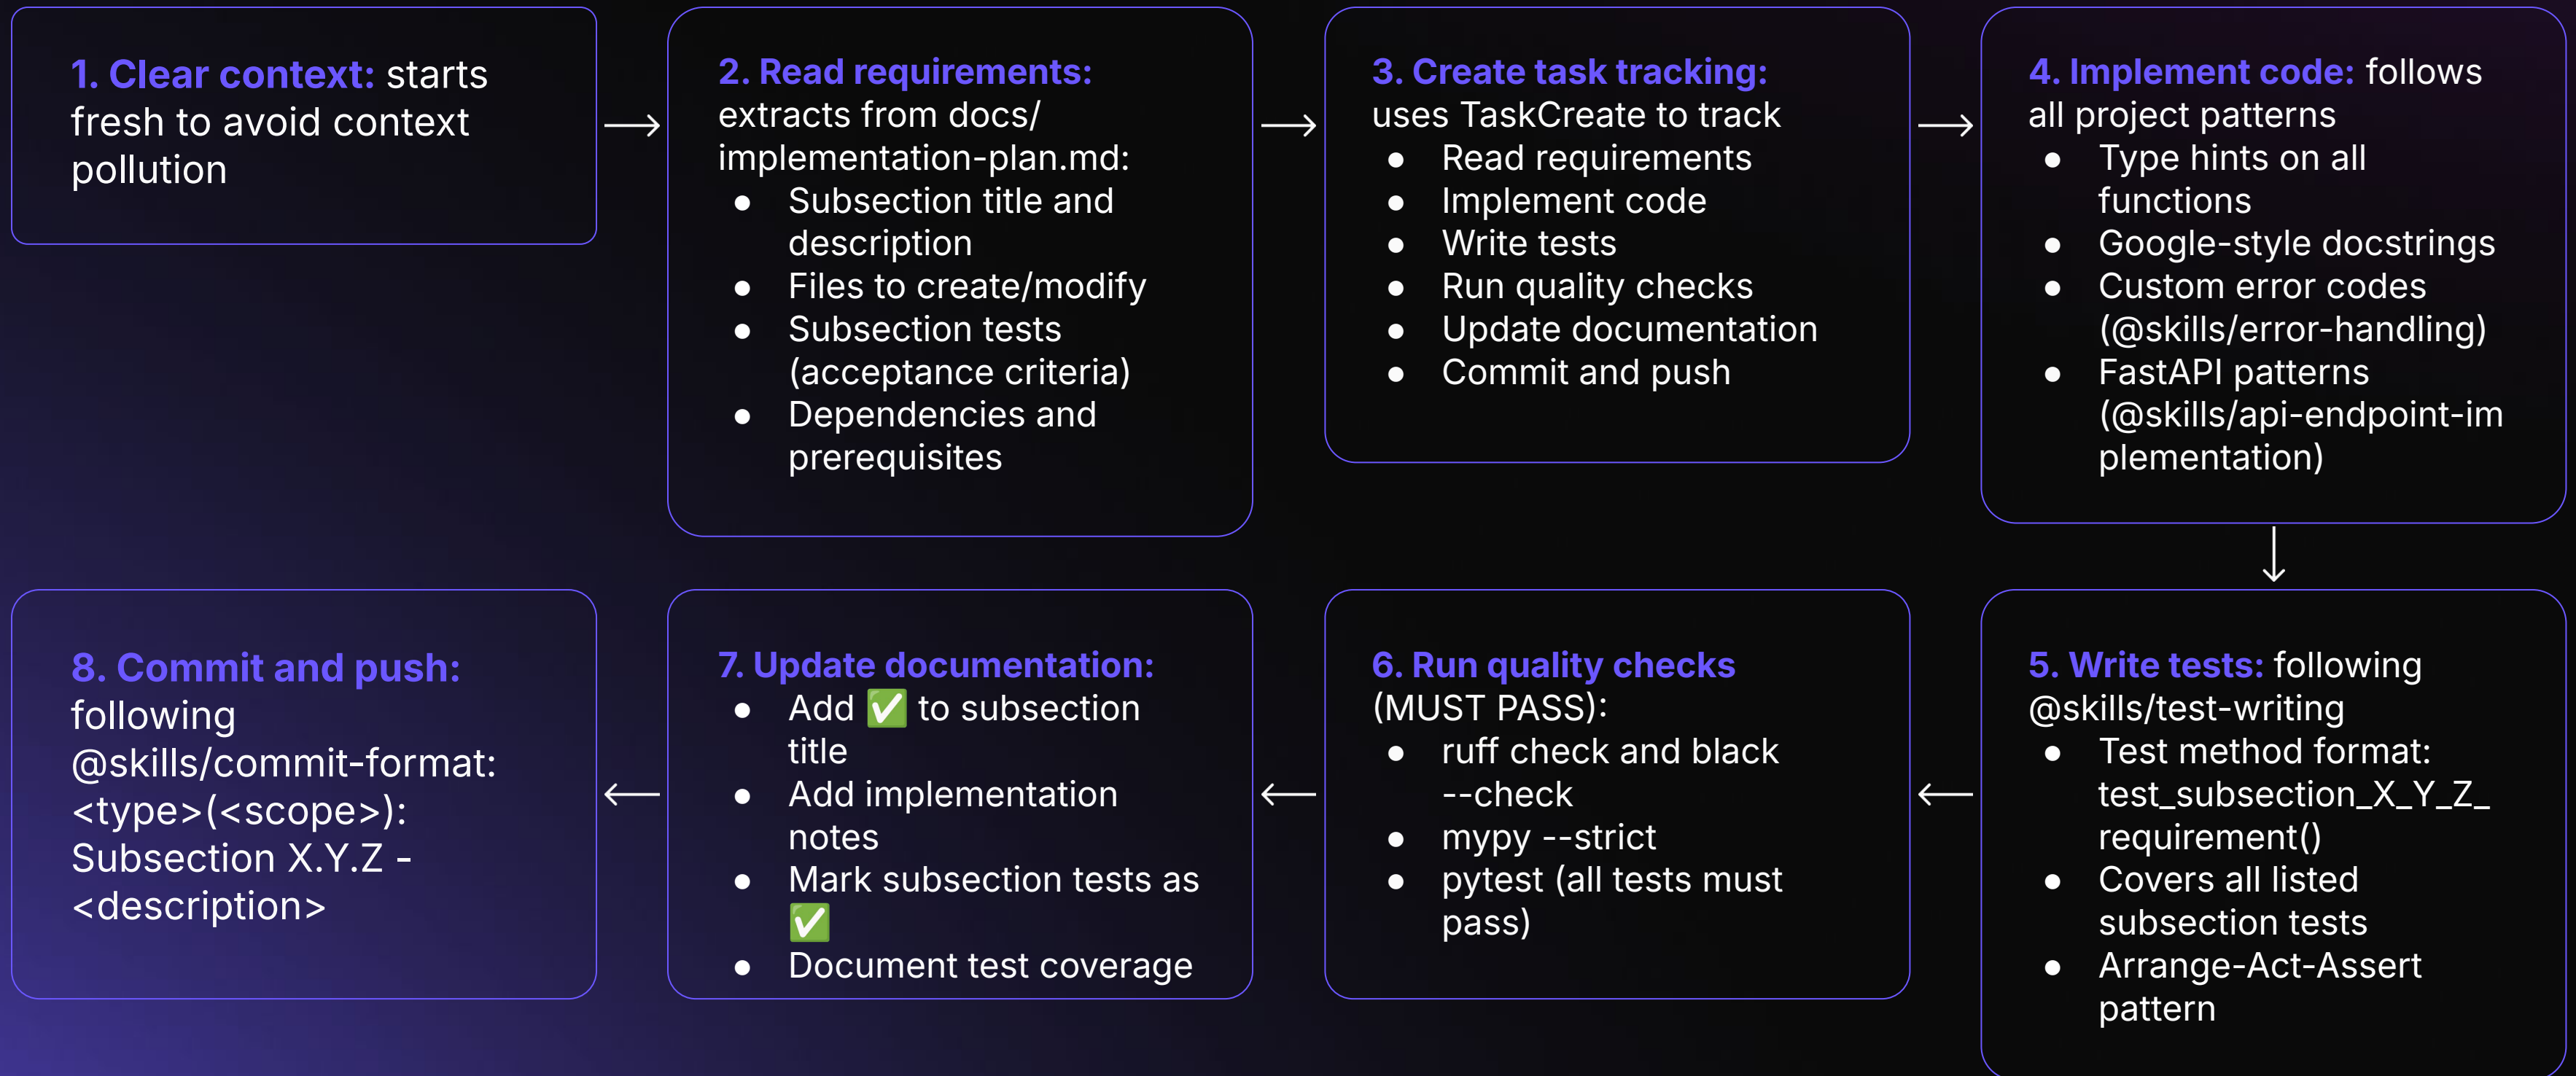 1. Clear context: starts
fresh to avoid context
pollution
2. Read requirements:
extracts from docs/
implementation-plan.md:
● Subsection title and
description
● Files to create/modify
● Subsection tests
(acceptance criteria)
● Dependencies and
prerequisites
3. Create task tracking:
uses TaskCreate to track
● Read requirements
● Implement code
● Write tests
● Run quality checks
● Update documentation
● Commit and push
4. Implement code: follows
all project patterns
● Type hints on all
functions
● Google-style docstrings
● Custom error codes
(@skills/error-handling)
● FastAPI patterns
(@skills/api-endpoint-im
plementation)
5. Write tests: following
@skills/test-writing
● Test method format:
test_subsection_X_Y_Z_
requirement()
● Covers all listed
subsection tests
● Arrange-Act-Assert
pattern
6. Run quality checks
(MUST PASS):
● ruff check and black
--check
● mypy --strict
● pytest (all tests must
pass)
7. Update documentation:
● Add ✅ to subsection
title
● Add implementation
notes
● Mark subsection tests as
✅
● Document test coverage
8. Commit and push:
following
@skills/commit-format:
<type>(<scope>):
Subsection X.Y.Z -
<description>